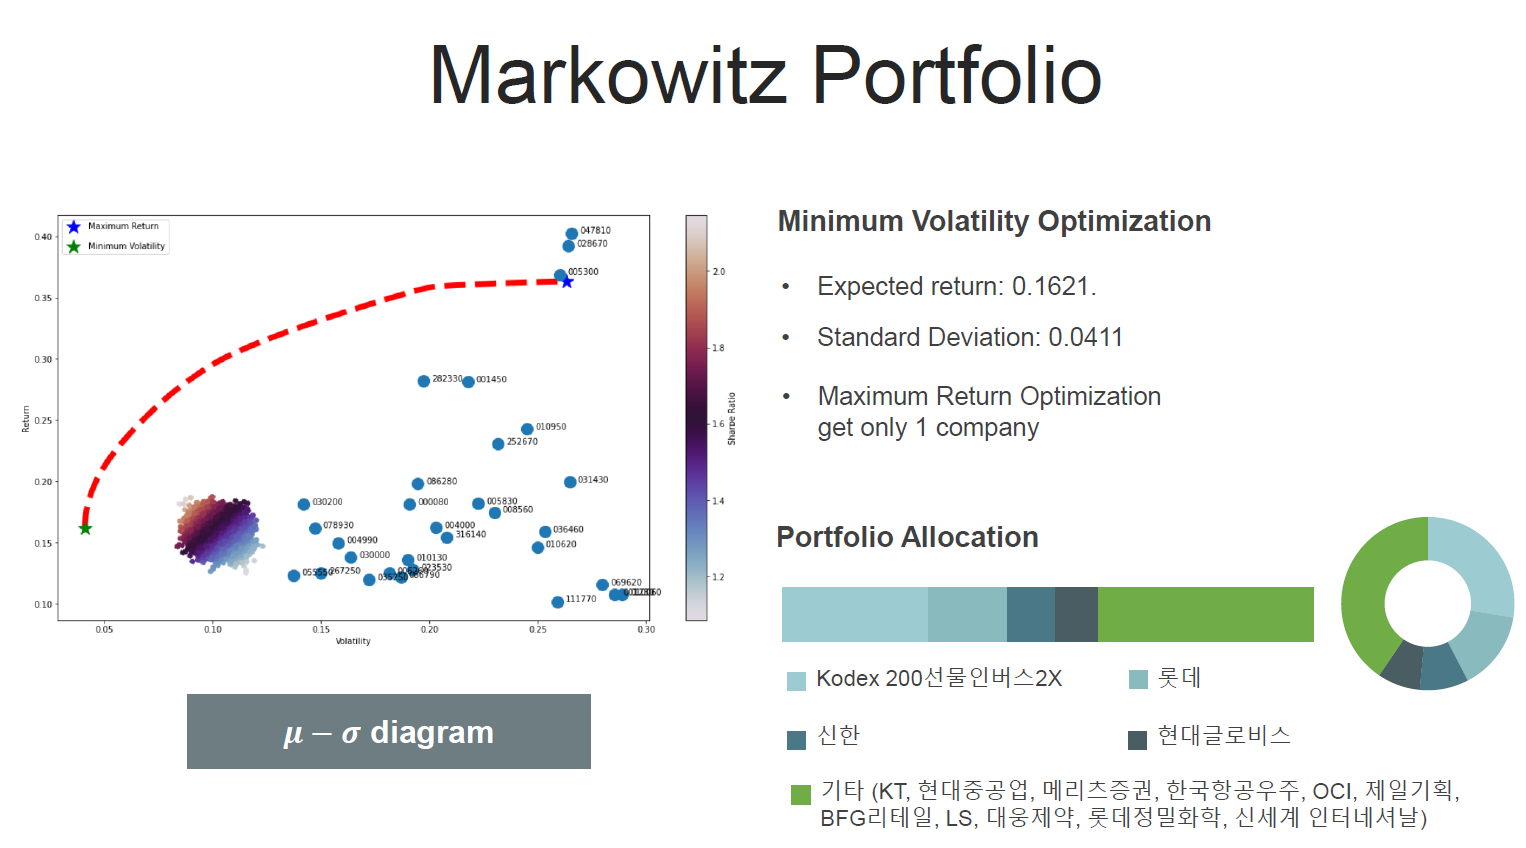 Markowitz Portfolio
Maximum Return
Minimum Volatility
0.40
0.35
0.30
0.25
0.20
0.15
0.10
Return
0.05
0.10
0.15
0.20
0.25
0.30
Volatility
047810
028670
005300
282330
001450
010950
252670
086280
031430
030200
000080
005830
008560
078930
004000
316140
036460
004990
010620
030000
010130
023530
055550
267250
069620
111770
2.0
1.8
1.6
1.4
1.2
Sharpe Ratio
μ − σ diagram
Minimum Volatility Optimization
• Expected return: 0.1621.
• Standard Deviation: 0.0411
• Maximum Return Optimization
get only 1 company
Portfolio Allocation
Kodex 200선물인버스2X
롯데
신한
현대글로비스
기타 (KT, 현대중공업, 메리츠증권, 한국항공우주, OCI, 제일기획,
BFG리테일, LS, 대웅제약, 롯데정밀화학, 신세계 인터네셔날)